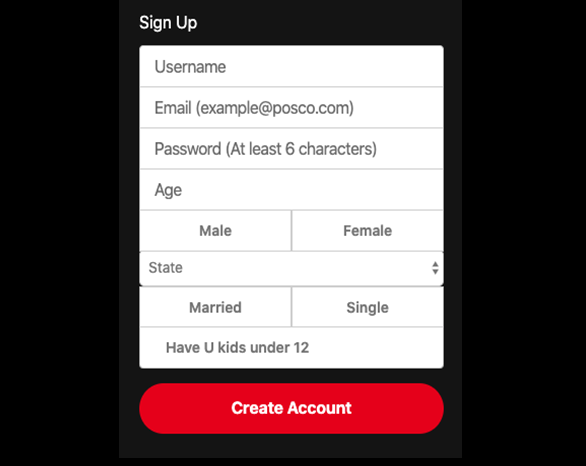 Sign Up
Username
Email (example@posco.com)
Password (At least 6 characters)
Age
Male Female
State
Married Single
Have U kids under 12
Create Account